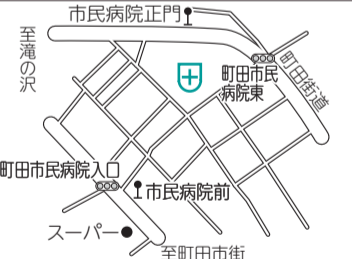 市民病院正門
至滝の沢
町田市民
病院東
町田街道
町田市民病院入口
市民病院前
スーパー
至町田市街